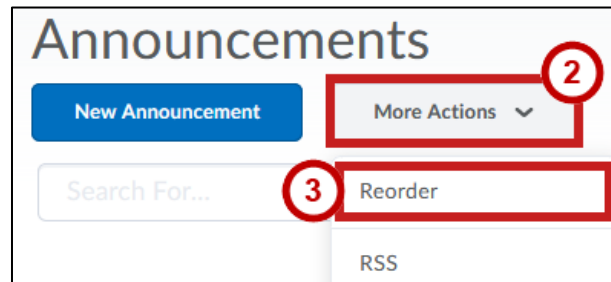 Announcements
2
New Announcement
More Actions
Search For...
3
Reorder
RSS